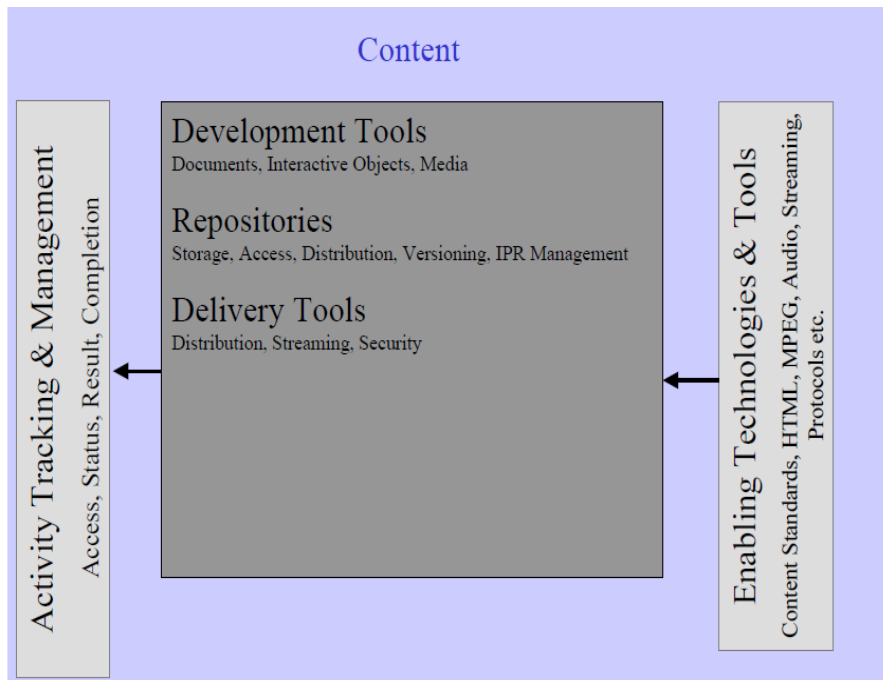 Content
Activity Tracking & Management
Access, Status, Result, Completion
Development Tools
Documents, Interactive Objects, Media
Repositories
Storage, Access, Distribution, Versioning, IPR Management
Delivery Tools
Distribution, Streaming, Security
Enabling Technologies & Tools
Content Standards, HTML, MPEG, Audio, Streaming,
Protocols etc.